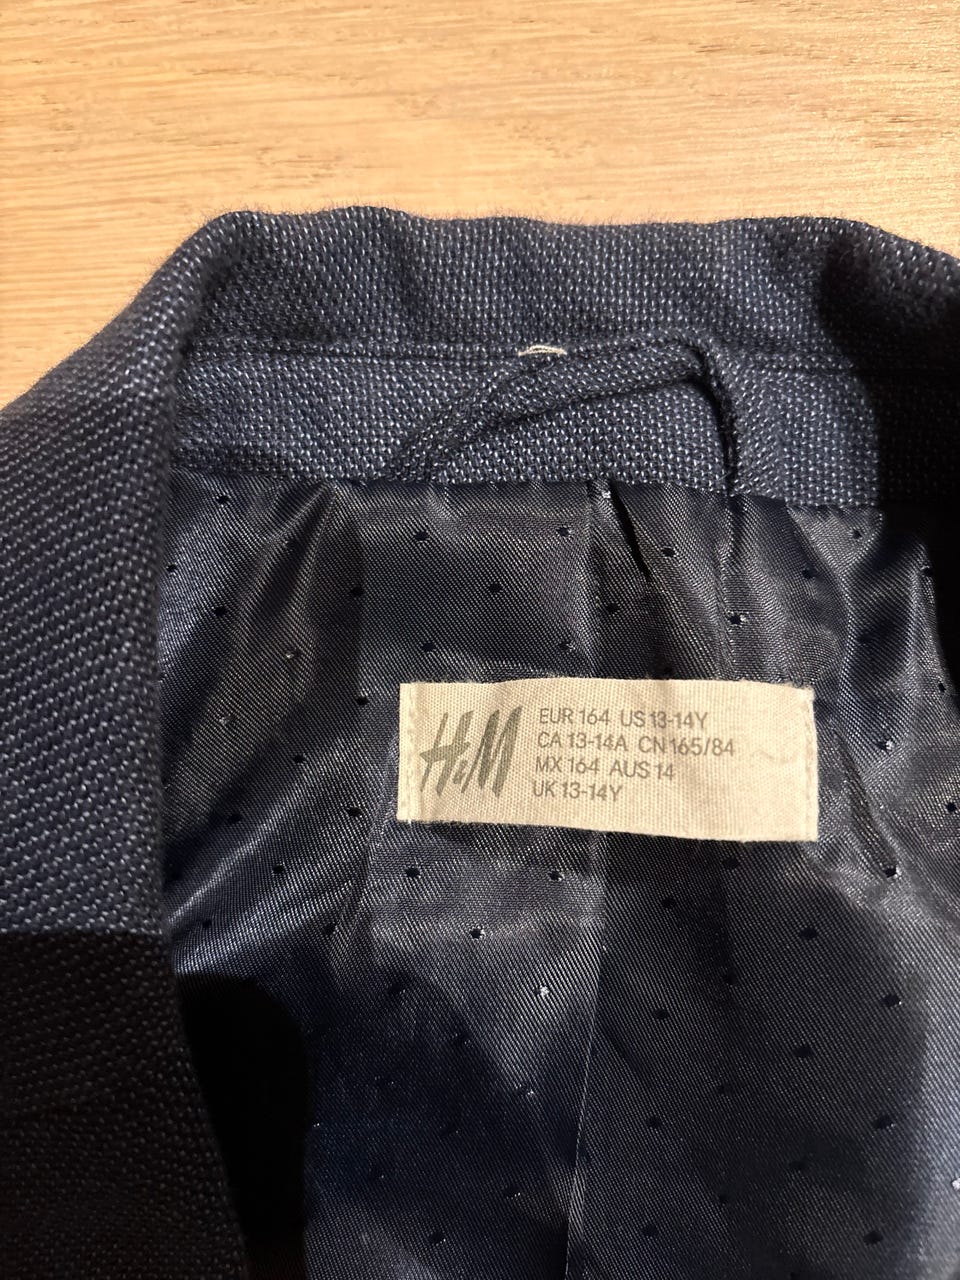 H&M
EUR 164 US 13-14Y
CA 13-14A CN 165/84
MX 164 AUS 14
UK 13-14Y